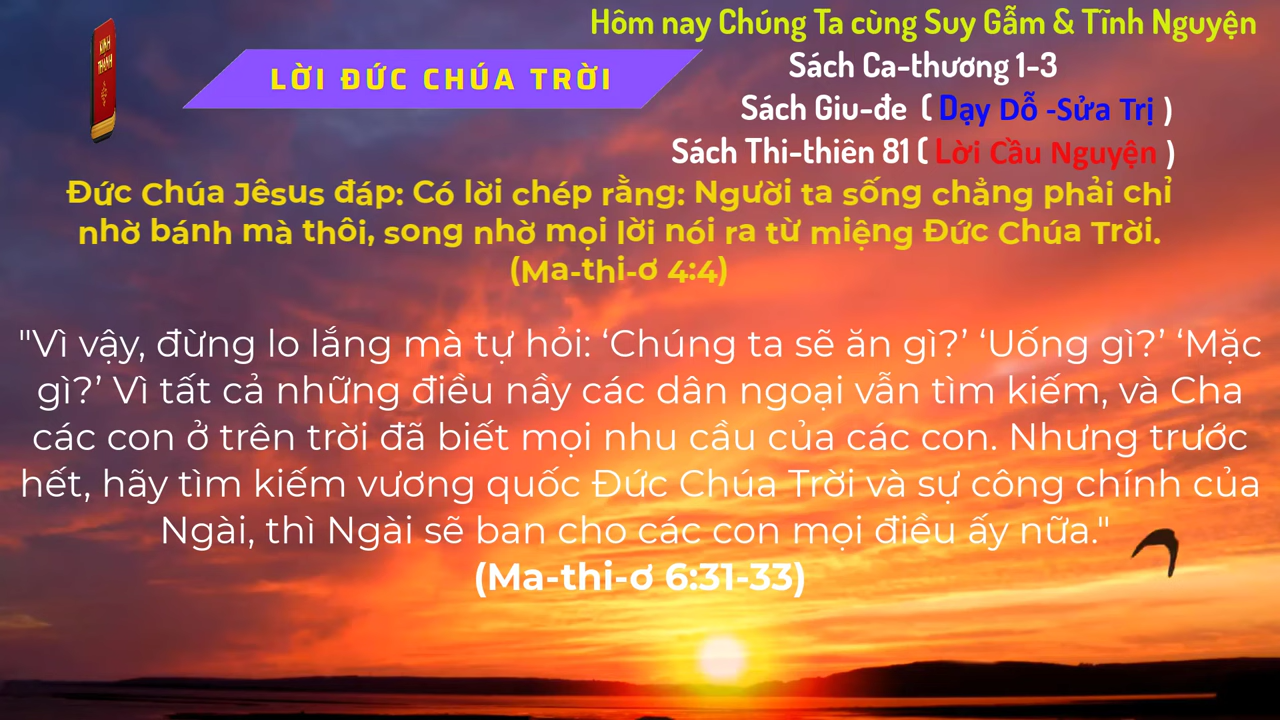 Hôm nay Chúng Ta cùng Suy Gẫm & Tĩnh Nguyện
KINH
THÁNH
LỜI ĐỨC CHÚA TRỜI
Sách Ca-thương 1-3
Sách Giu-đe ( Dạy Dỗ -Sửa Trị )
Sách Thi-thiên 81 ( Lời Cầu Nguyện )
Đức Chúa Jêsus đáp: Có lời chép rằng: Người ta sống chẳng phải chỉ
nhờ bánh mà thôi, song nhờ mọi lời nói ra từ miệng Đức Chúa Trời.
(Ma-thi-ơ 4:4)
"Vì vậy, đừng lo lắng mà tự hỏi: ‘Chúng ta sẽ ăn gì?’ ‘Uống gì?’ ‘Mặc
gì?’ Vì tất cả những điều nầy các dân ngoại vẫn tìm kiếm, và Cha
các con ở trên trời đã biết mọi nhu cầu của các con. Nhưng trước
hết, hãy tìm kiếm vương quốc Đức Chúa Trời và sự công chính của
Ngài, thì Ngài sẽ ban cho các con mọi điều ấy nữa."
(Ma-thi-ơ 6:31-33)